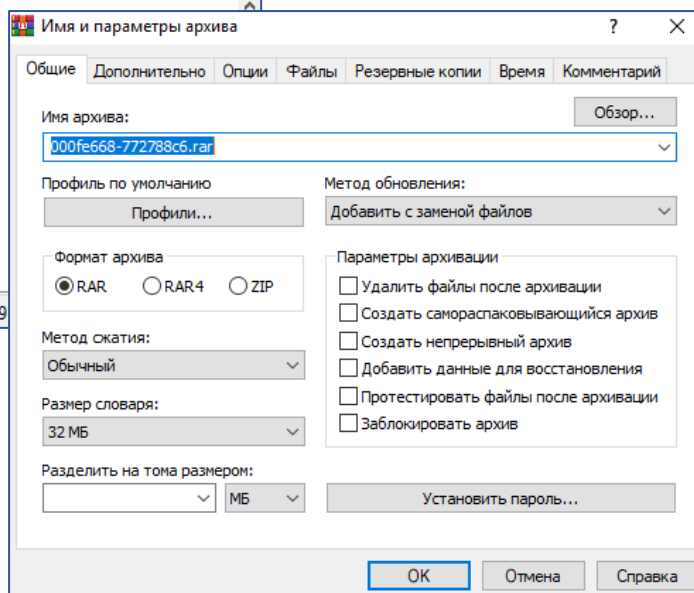 Имя и параметры архива
?
Общие Дополнительно Опции Файлы Резервные копии Время Комментарий
Имя архива:
Обзор...
000fe668-772788c6.rar
Профиль по умолчанию
Метод обновления:
Профили...
Добавить с заменой файлов
Формат архива
Параметры архивации
RAR RAR4 ZIP
Удалить файлы после архивации
Создать самораспаковывающийся архив
9
Метод сжатия:
Создать непрерывный архив
Обычный
Добавить данные для восстановления
Размер словаря:
Протестировать файлы после архивации
32 МБ
Заблокировать архив
Разделить на тома размером:
МБ
Установить пароль...
OK Отмена Справка